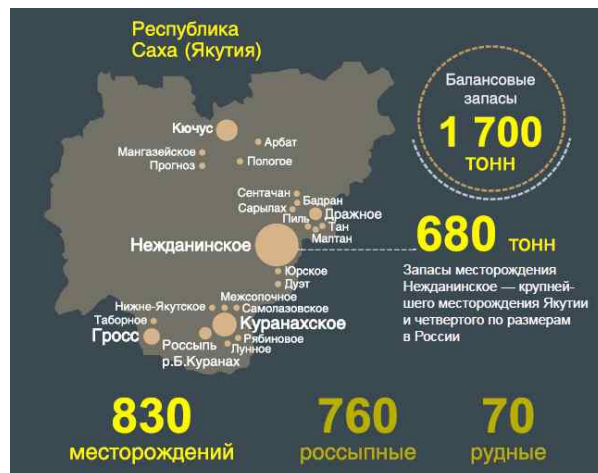 Республика
Саха (Якутия)
Балансовые
запасы
1 700
тонн
Кючус
Арбат
Мангазейское
Прогноз
Пологое
Сентачан
Бадран
Сарылах
Дражное
Пиль
Тан
Малтан
Нежданинское
680 тонн
Запасы месторождения
Нежданинское — крупней-
шего месторождения Якутии
и четвертого по размерам
в России
Юрское
Дуэт
Межсопочное
Нижне-Якутское
Самолазовское
Таборное
Куранахское
Гросс
Россыпь
р.Б.Куранах
Рябиновое
Лунное
830
месторождений
760
россыпные
70
рудные